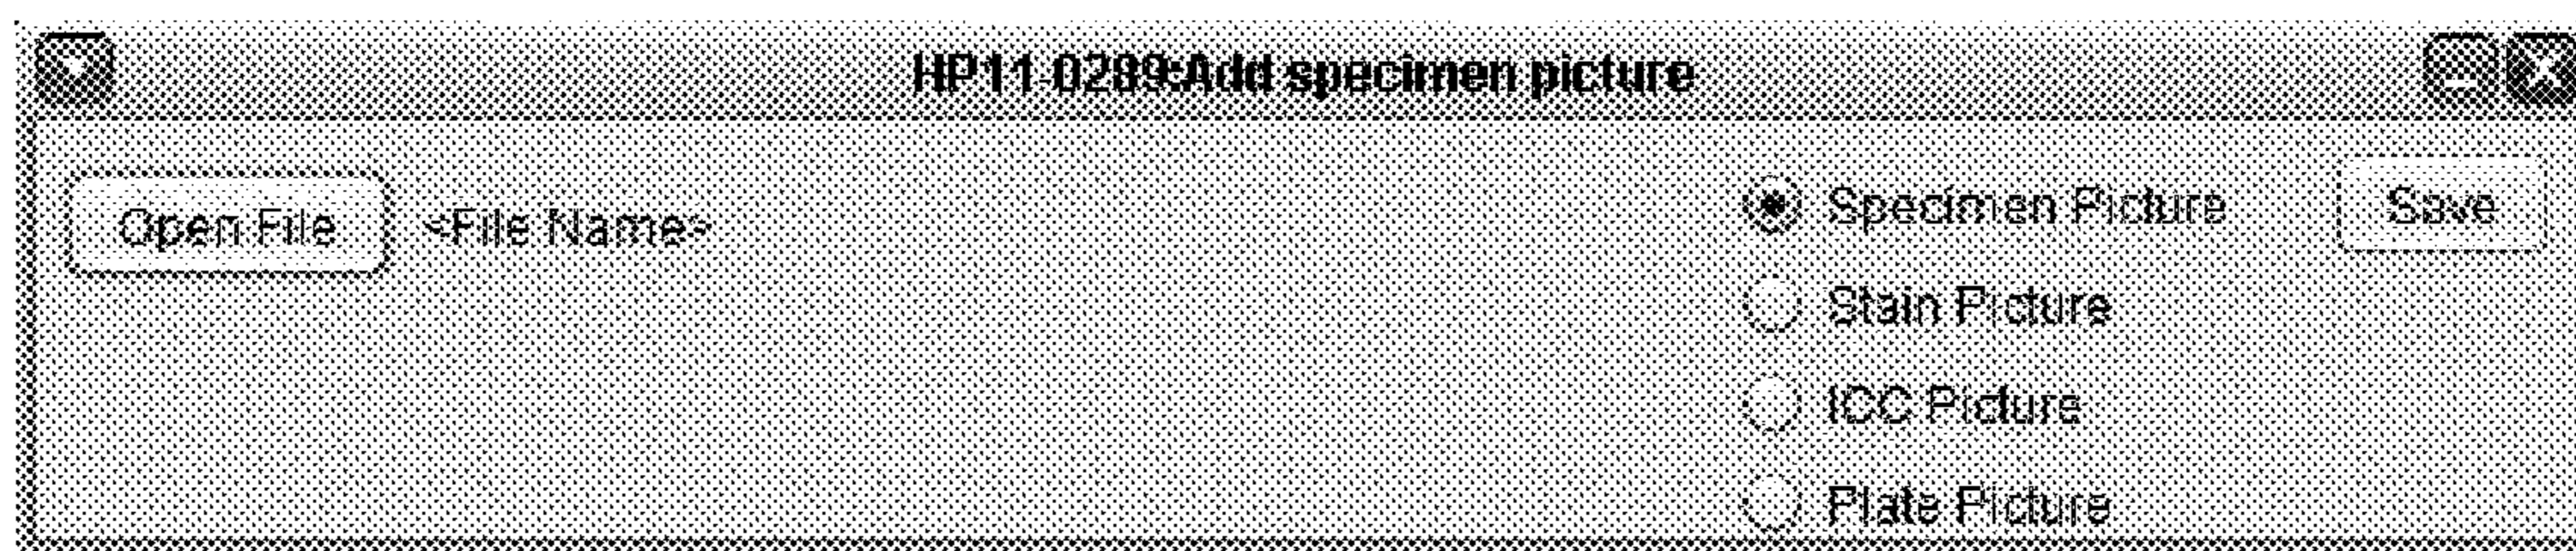 HP11-0289:Add specimen picture
Open File <File Name>
Specimen Picture Save
Stain Picture
ICC Picture
Plate Picture